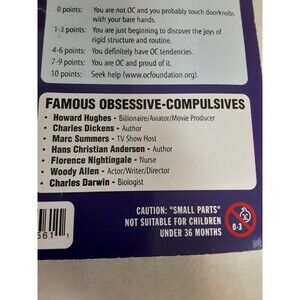 0 points: You are not OC and you probably touch doorknobs
with your bare hands.
1-3 points: You are just beginning to discover the joys of
rigid structure and routine.
4-6 points: You definitely have OC tendencies.
7-9 points: You are OC and proud of it.
10 points: Seek help (www.ocfoundation.org).
FAMOUS OBSESSIVE-COMPULSIVES
• Howard Hughes - Billionaire/Aviator/Movie Producer
• Charles Dickens - Author
• Marc Summers - TV Show Host
• Hans Christian Andersen - Author
• Florence Nightingale - Nurse
• Woody Allen - Actor/Writer/Director
• Charles Darwin - Biologist
CAUTION: "SMALL PARTS"
NOT SUITABLE FOR CHILDREN
UNDER 36 MONTHS
0-3
561 1